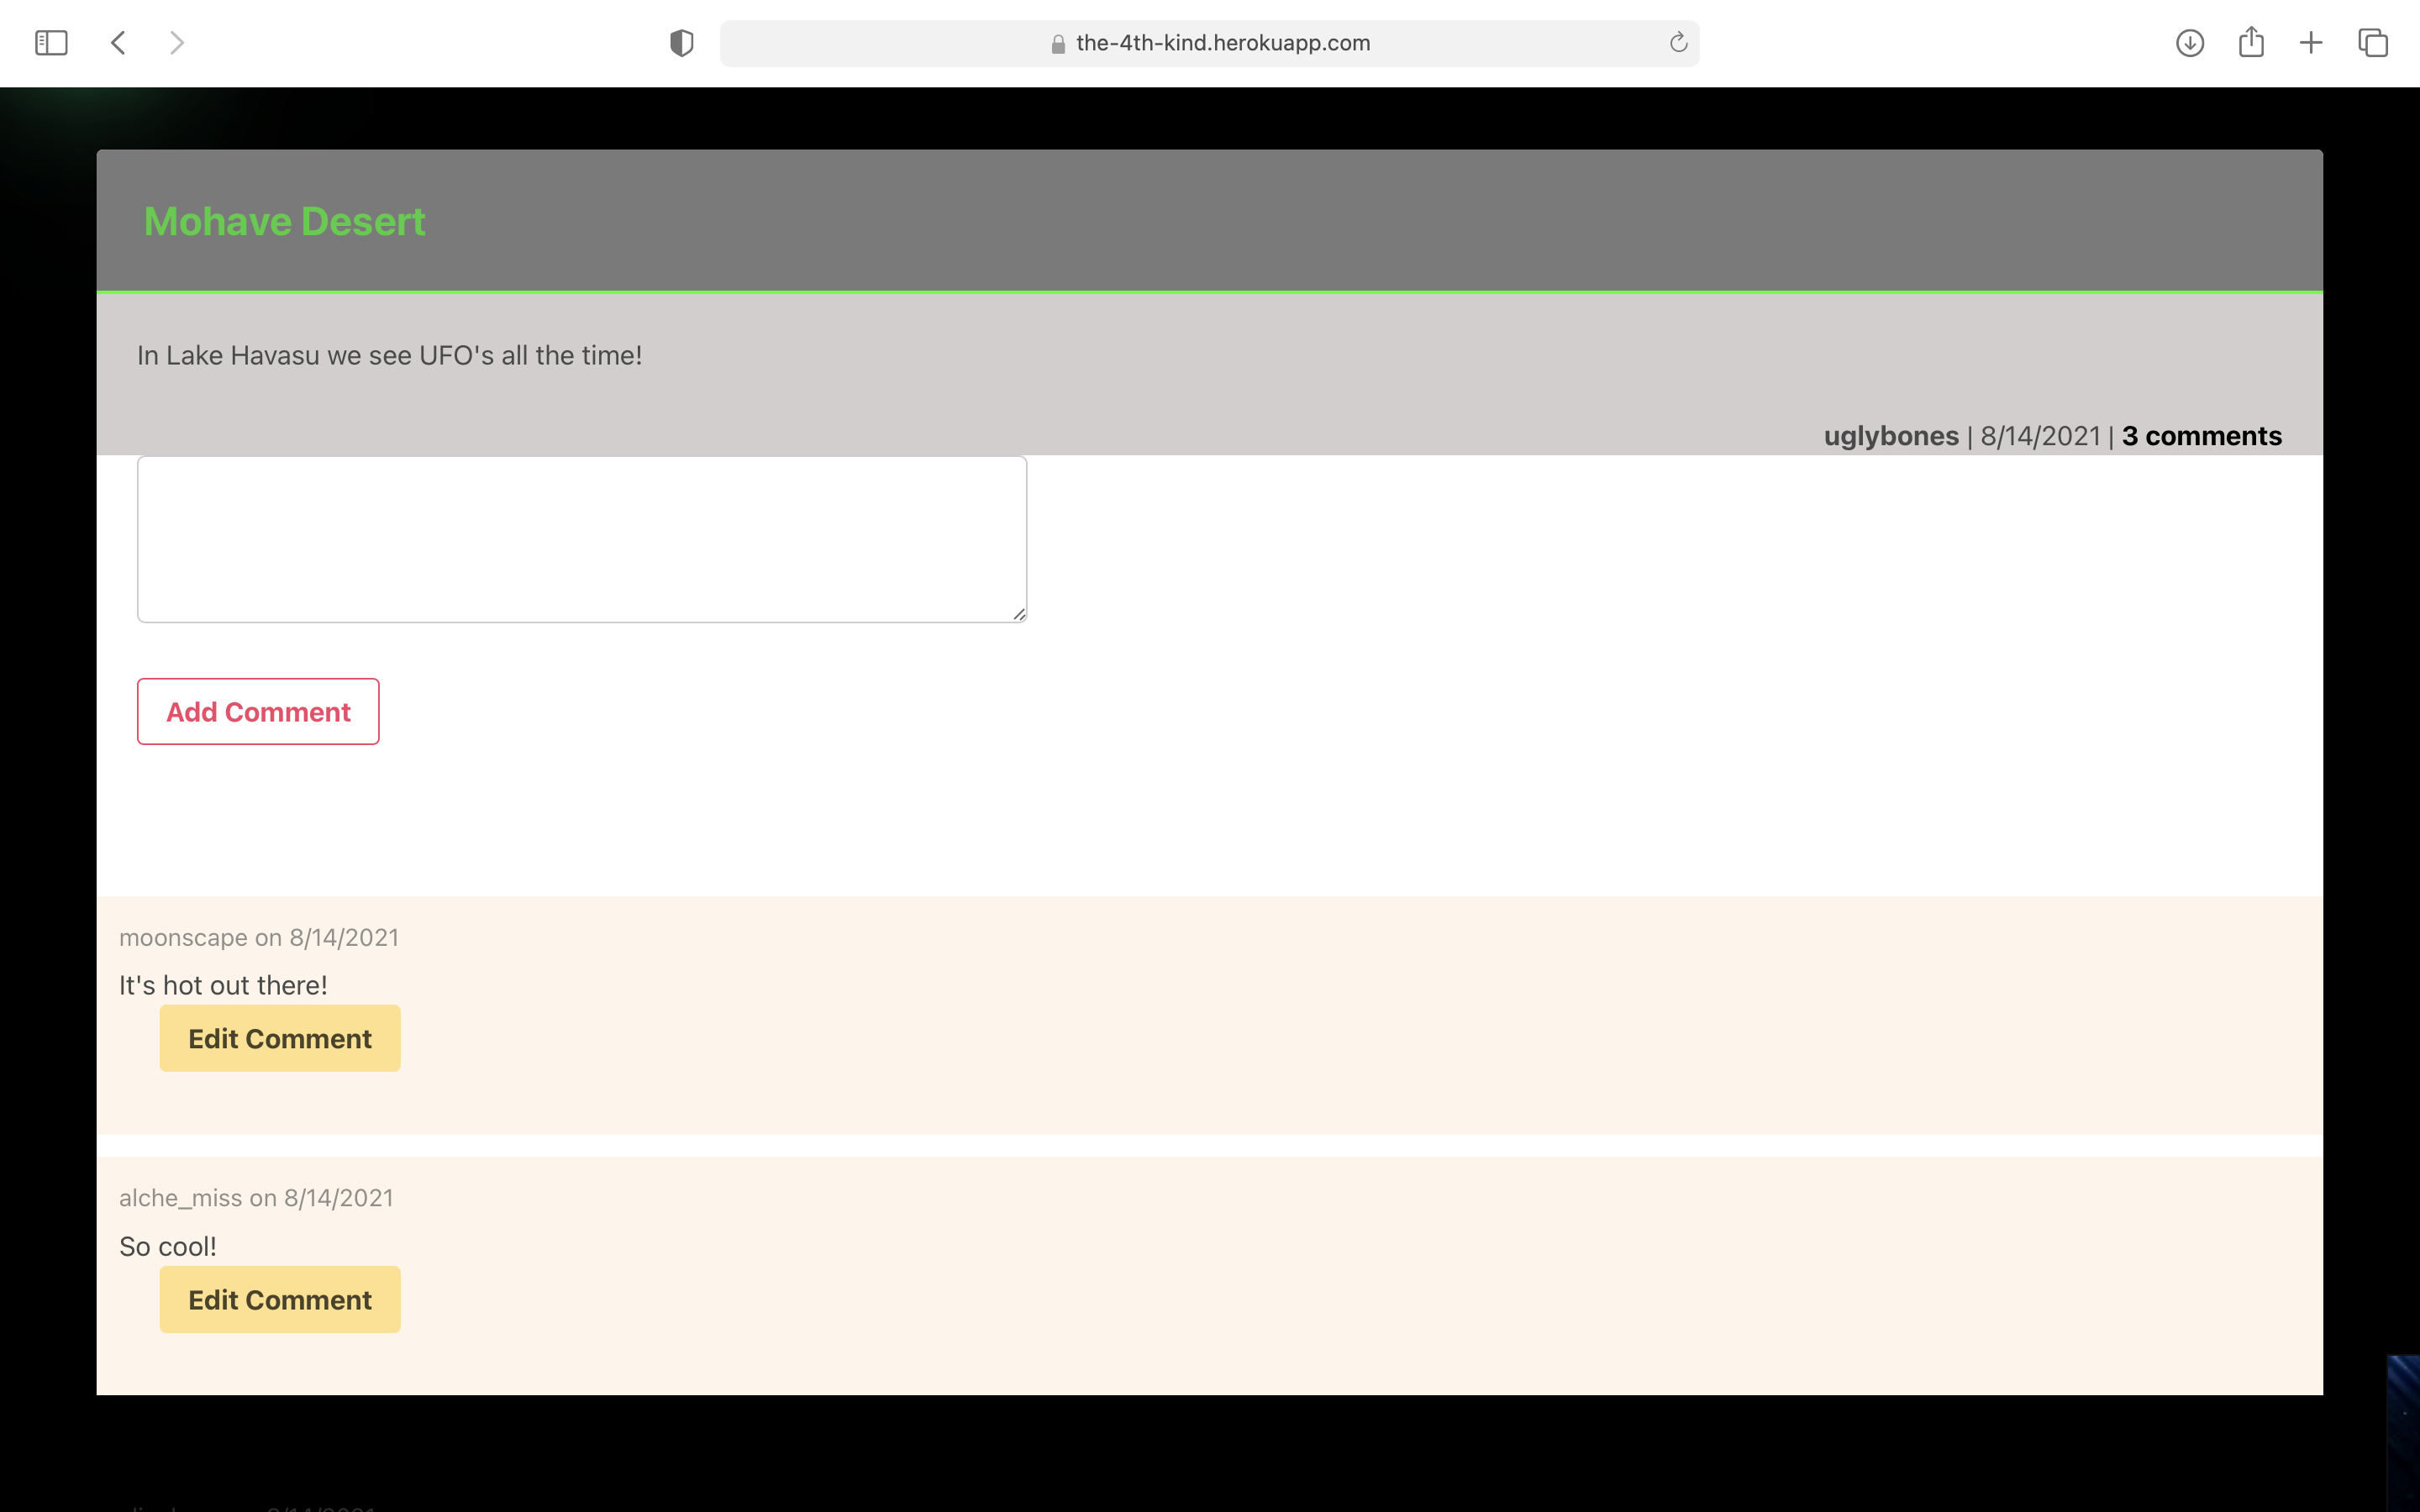 the-4th-kind.herokuapp.com
Mohave Desert
In Lake Havasu we see UFO's all the time!
uglybones | 8/14/2021 | 3 comments
Add Comment
moonscape on 8/14/2021
It's hot out there!
Edit Comment
alche_miss on 8/14/2021
So cool!
Edit Comment